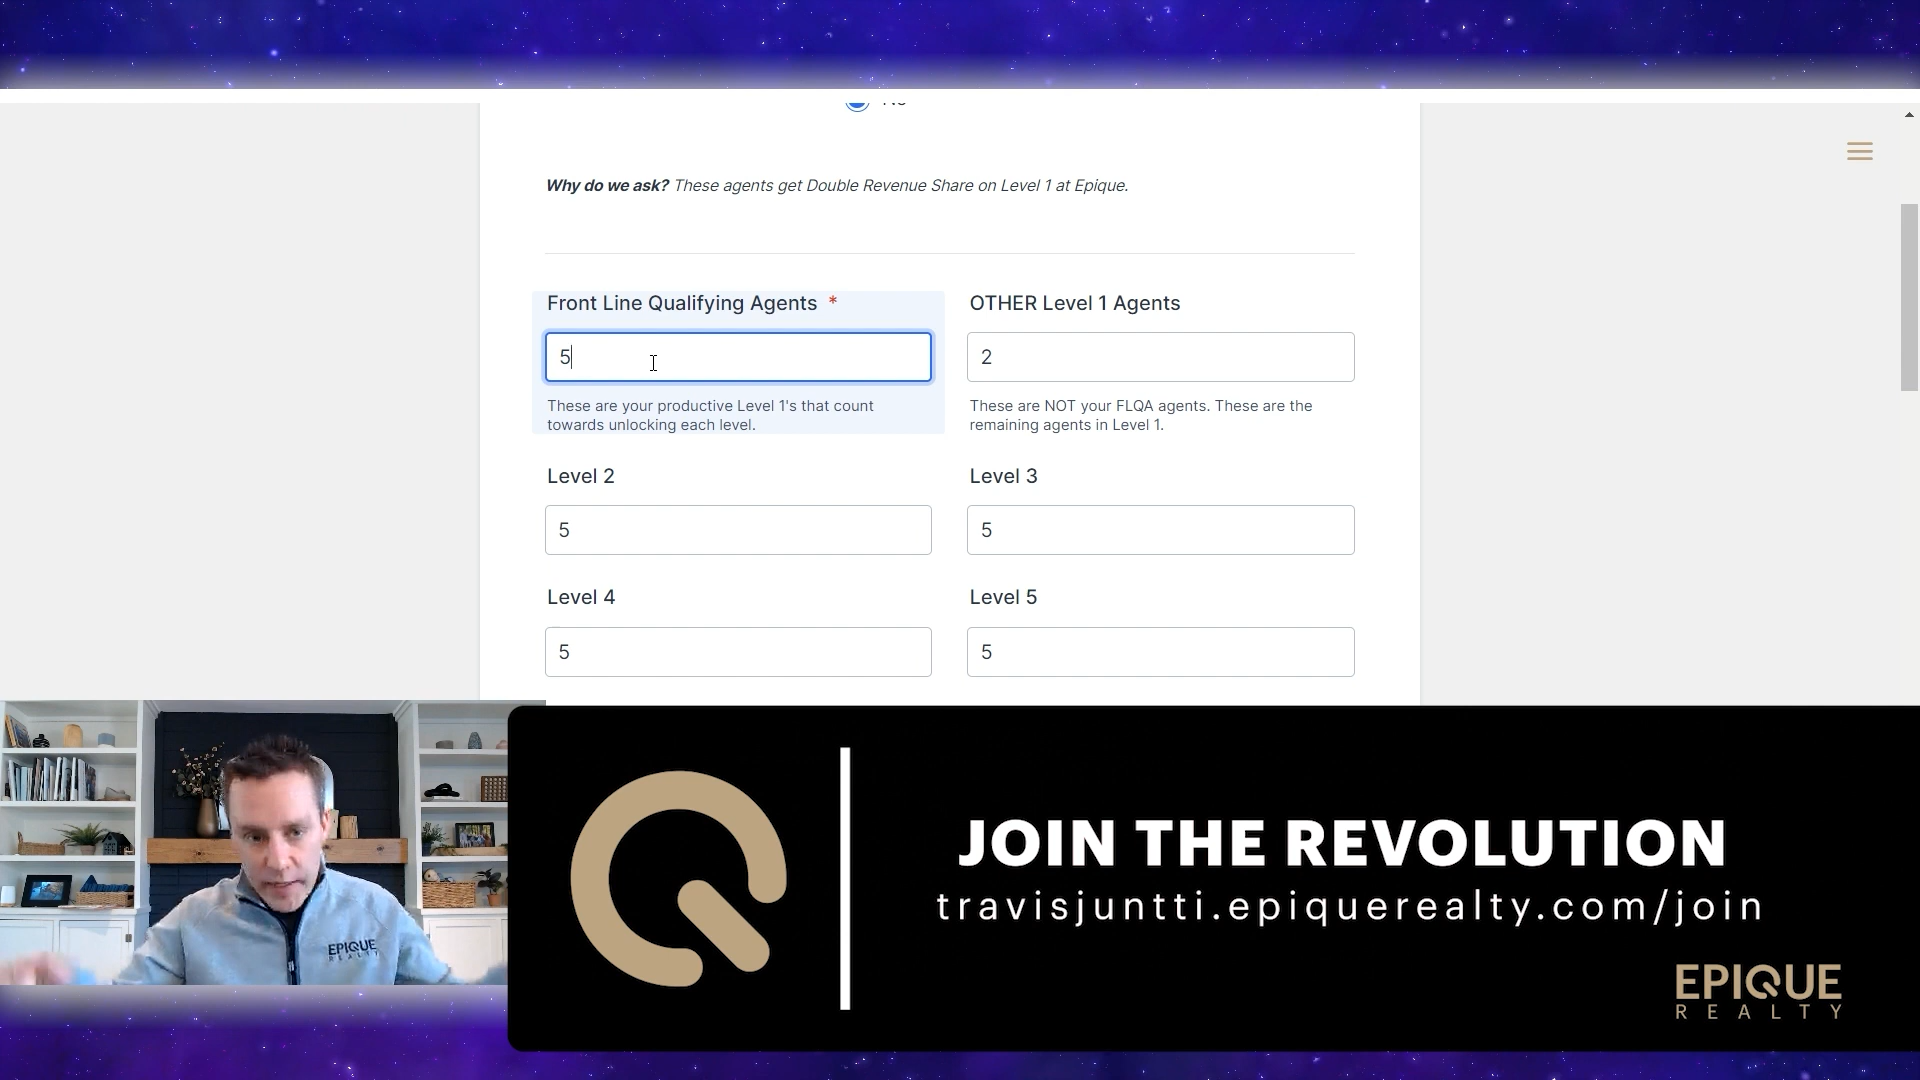 No
Why do we ask? These agents get Double Revenue Share on Level 1 at Epique.
Front Line Qualifying Agents *
OTHER Level 1 Agents
5
2
These are your productive Level 1's that count
towards unlocking each level.
These are NOT your FLQA agents. These are the
remaining agents in Level 1.
Level 2
Level 3
5
5
Level 4
Level 5
5
5
EPIQUE
REALTY
JOIN THE REVOLUTION
travisjuntti.epiquerealty.com/join
EPIQUE
REALTY